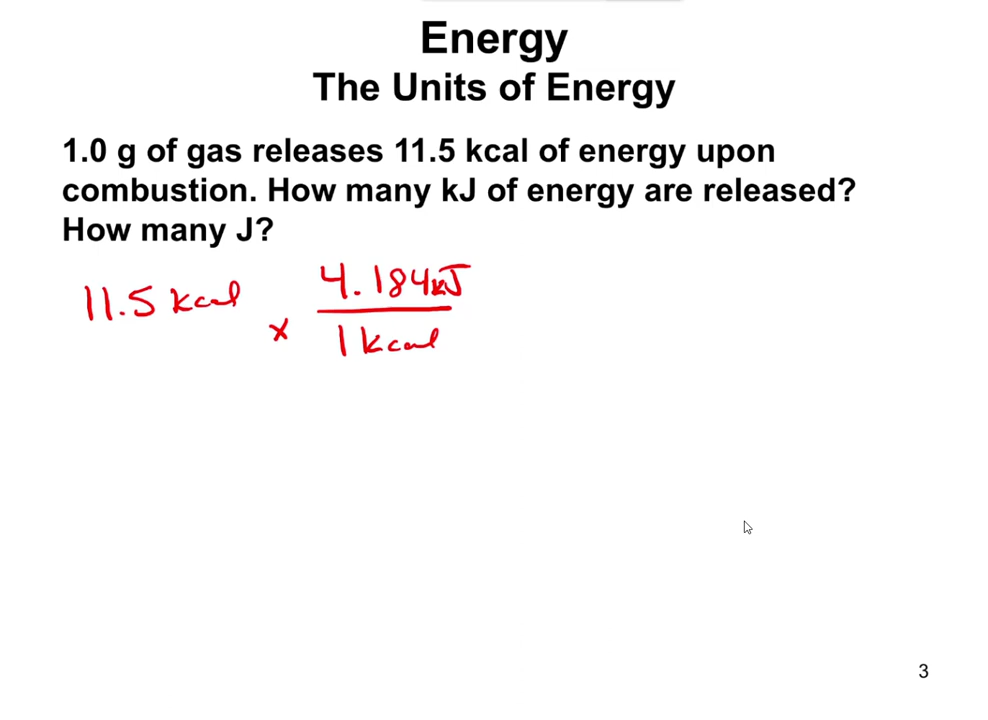 Energy
The Units of Energy
1.0 g of gas releases 11.5 kcal of energy upon
combustion. How many kJ of energy are released?
How many J?
11.5 kcal × 4.184 kJ
1 kcal
3